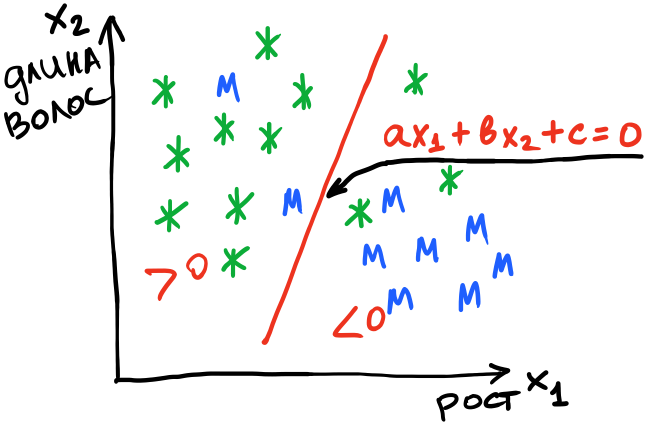 x₂
Ж
ДЛИНА
Ж М Ж Ж
ВОЛОС
Ж Ж
ax₁+bx₂+c=0
Ж
Ж
Ж Ж М Ж М
М
Ж М М М
>0
<0 М М
РОСТ x₁